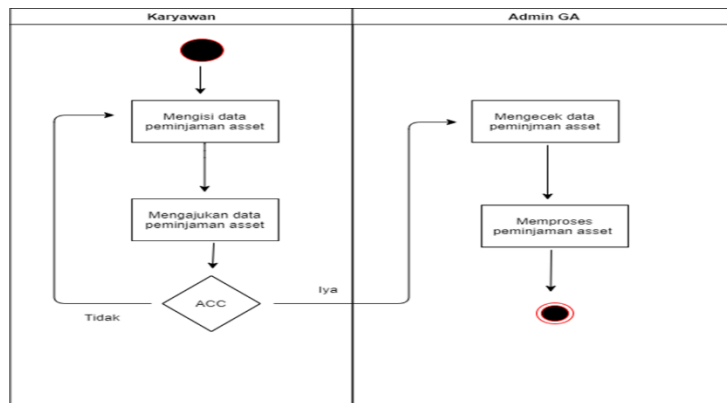 Karyawan
Admin GA
Mengisi data
peminjaman asset
Mengajukan data
peminjaman asset
ACC
Tidak
Iya
Mengecek data
peminjman asset
Memproses
peminjaman asset